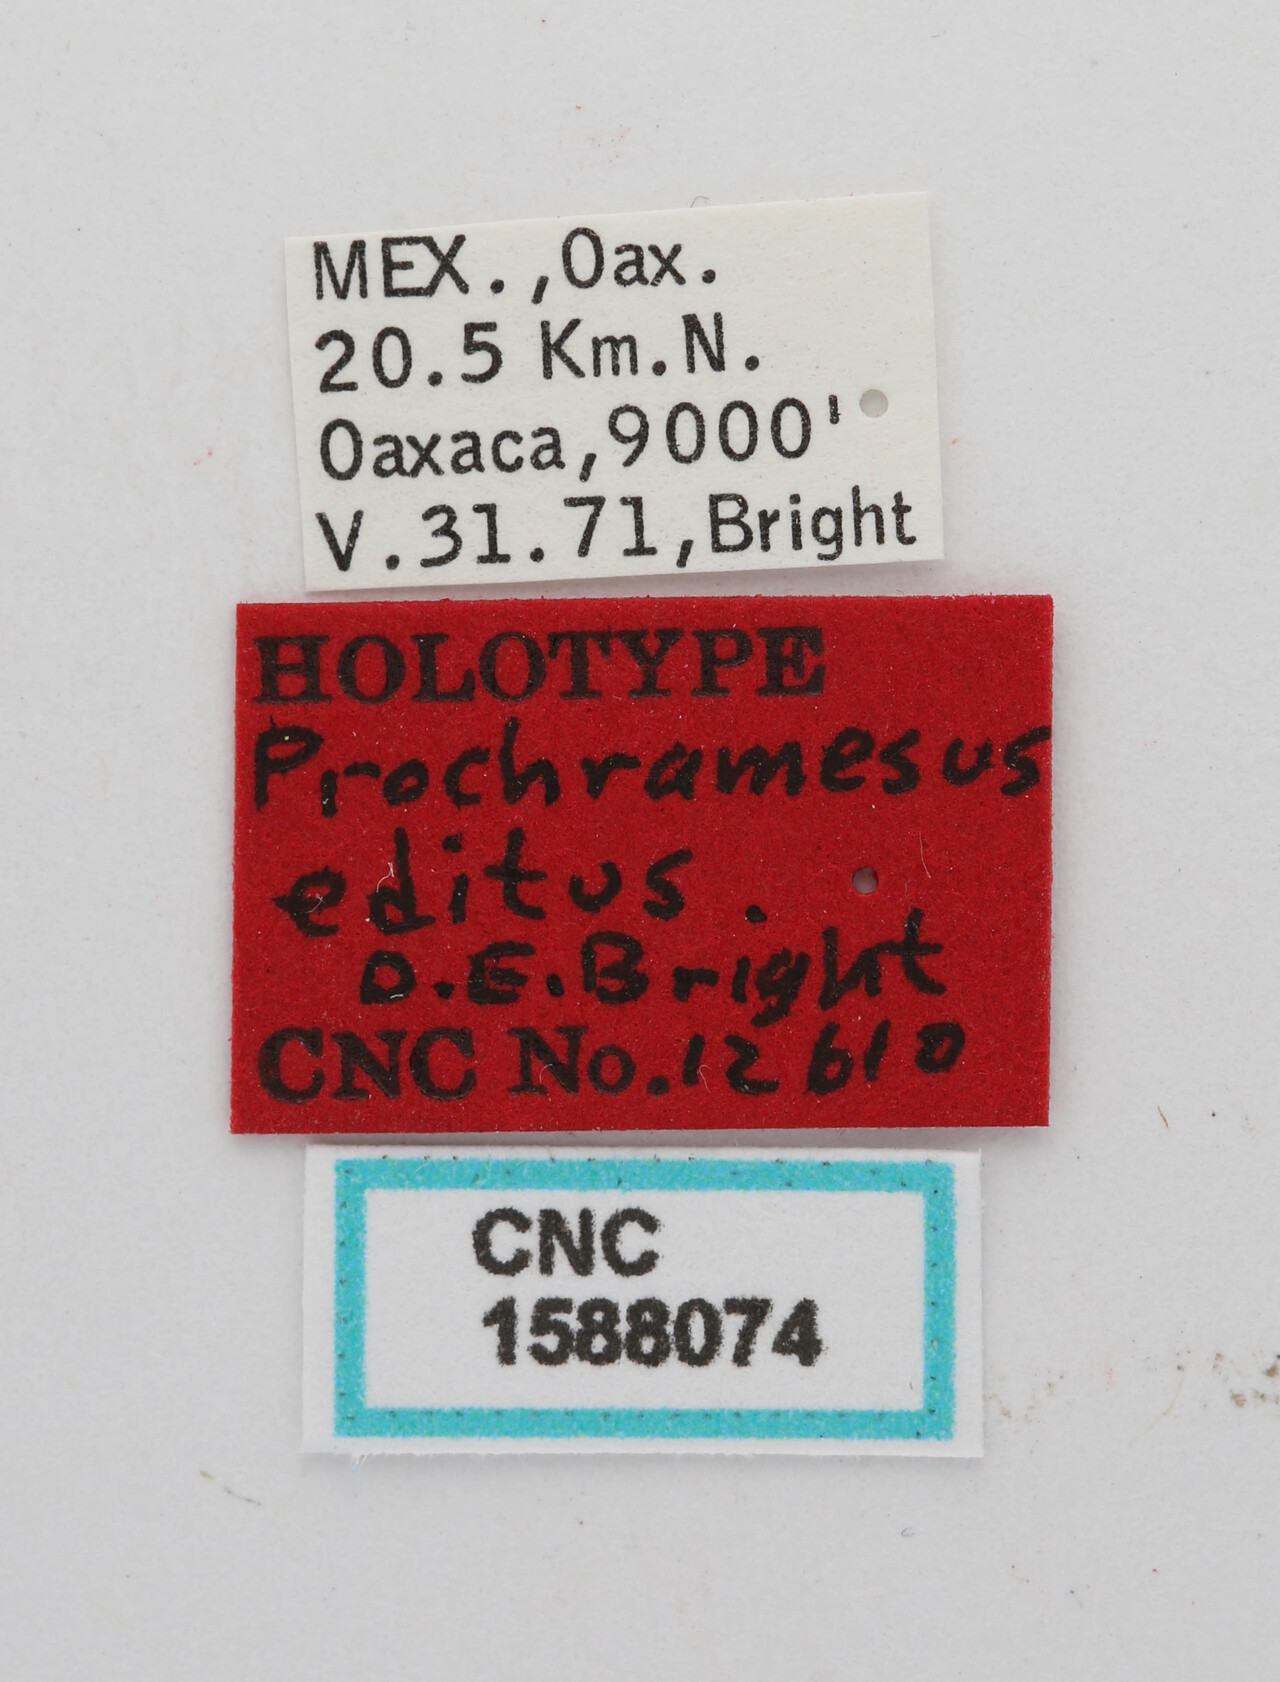 MEX.,Oax.
20.5 Km.N.
Oaxaca,9000'
V.31.71,Bright
HOLOTYPE
Prochramesus
editus.
D.E.Bright
CNC No.12610
CNC
1588074